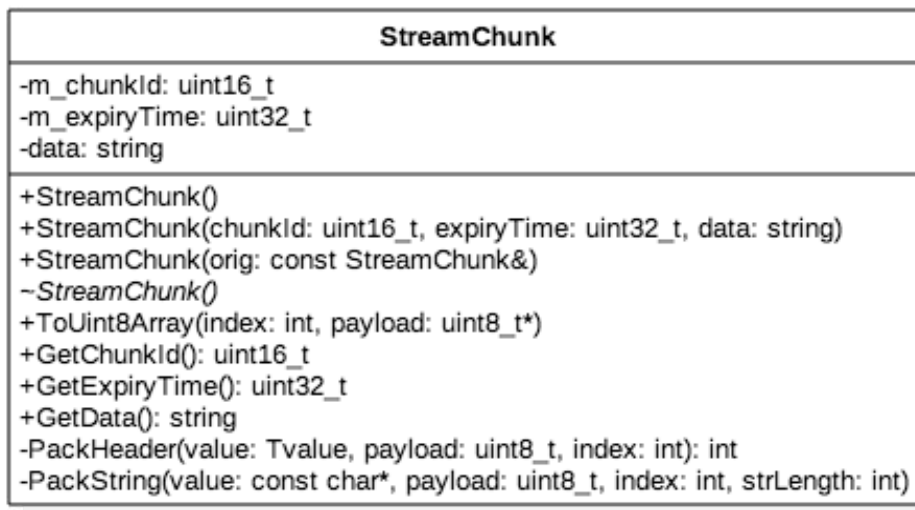 StreamChunk
-m_chunkId: uint16_t
-m_expiryTime: uint32_t
-data: string
+StreamChunk()
+StreamChunk(chunkId: uint16_t, expiryTime: uint32_t, data: string)
+StreamChunk(orig: const StreamChunk&)
~StreamChunk()
+ToUint8Array(index: int, payload: uint8_t*)
+GetChunkId(): uint16_t
+GetExpiryTime(): uint32_t
+GetData(): string
-PackHeader(value: Tvalue, payload: uint8_t, index: int): int
-PackString(value: const char*, payload: uint8_t, index: int, strLength: int)